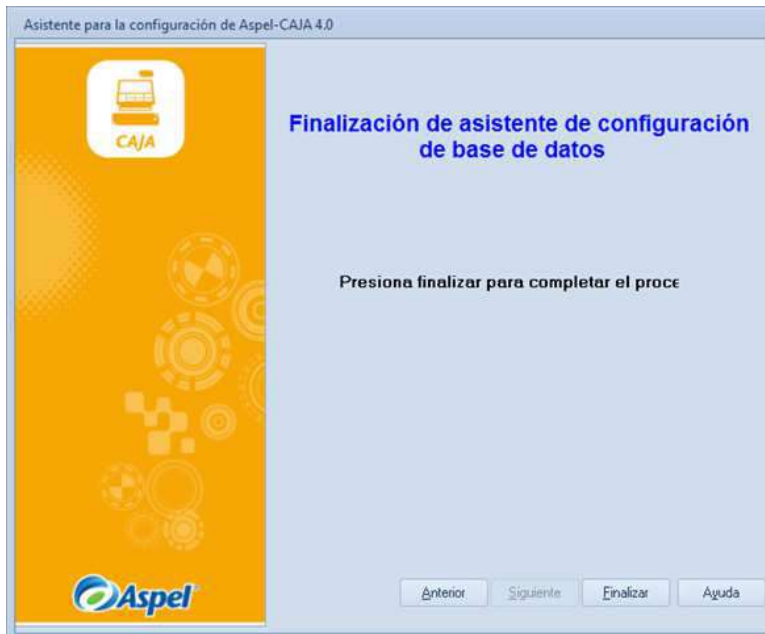 Asistente para la configuración de Aspel-CAJA 4.0
CAJA
Finalización de asistente de configuración
de base de datos
Presiona finalizar para completar el proce
Aspel
Anterior
Siguiente
Finalizar
Ayuda